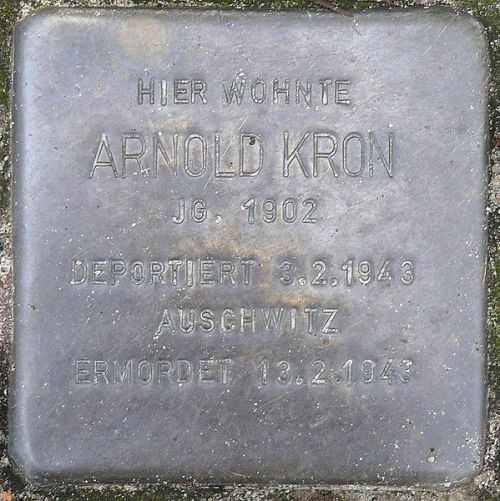 HIER WOHNTE
ARNOLD KRON
JG. 1902
DEPORTIERT 3.2.1943
AUSCHWITZ
ERMORDET 13.2.1943